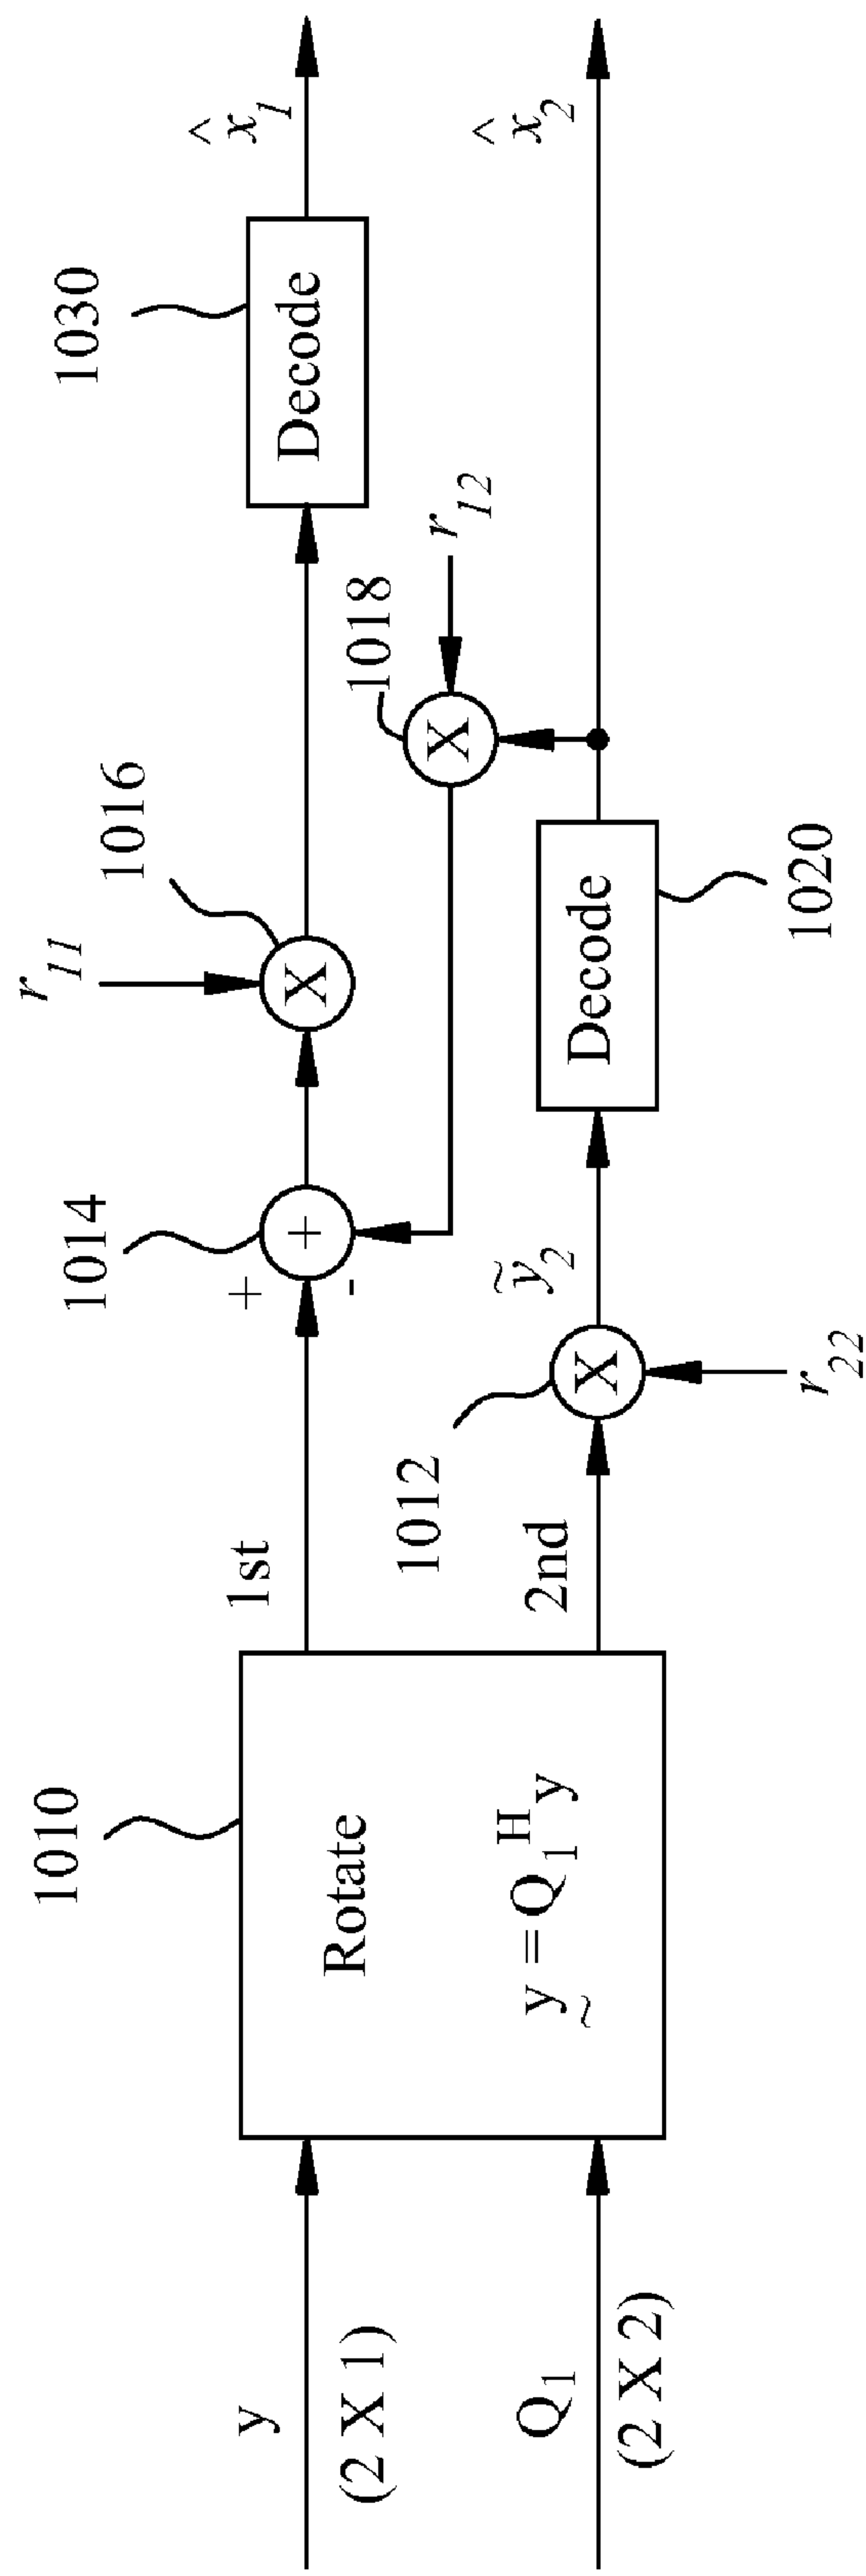 y
(2 X 1)
Q₁
(2 X 2)
1010
Rotate
ỹ = Q₁ᴴ y
1st
2nd
1012
r₂₂
ỹ₂
1014
+
+
-
X
r₁₁
1016
X
1018
X
r₁₂
Decode
1020
Decode
1030
x̂₁
x̂₂